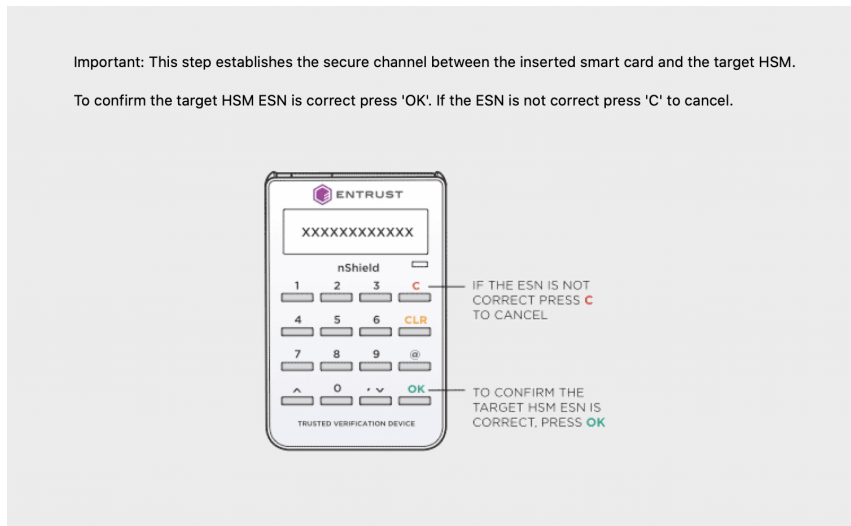 Important: This step establishes the secure channel between the inserted smart card and the target HSM.
To confirm the target HSM ESN is correct press 'OK'. If the ESN is not correct press 'C' to cancel.
ENTRUST
XXXXXXXXXXXX
nShield
1 2 3 C
IF THE ESN IS NOT
CORRECT PRESS C
TO CANCEL
4 5 6 CLR
7 8 9 @
0 OK
TO CONFIRM THE
TARGET HSM ESN IS
CORRECT, PRESS OK
TRUSTED VERIFICATION DEVICE